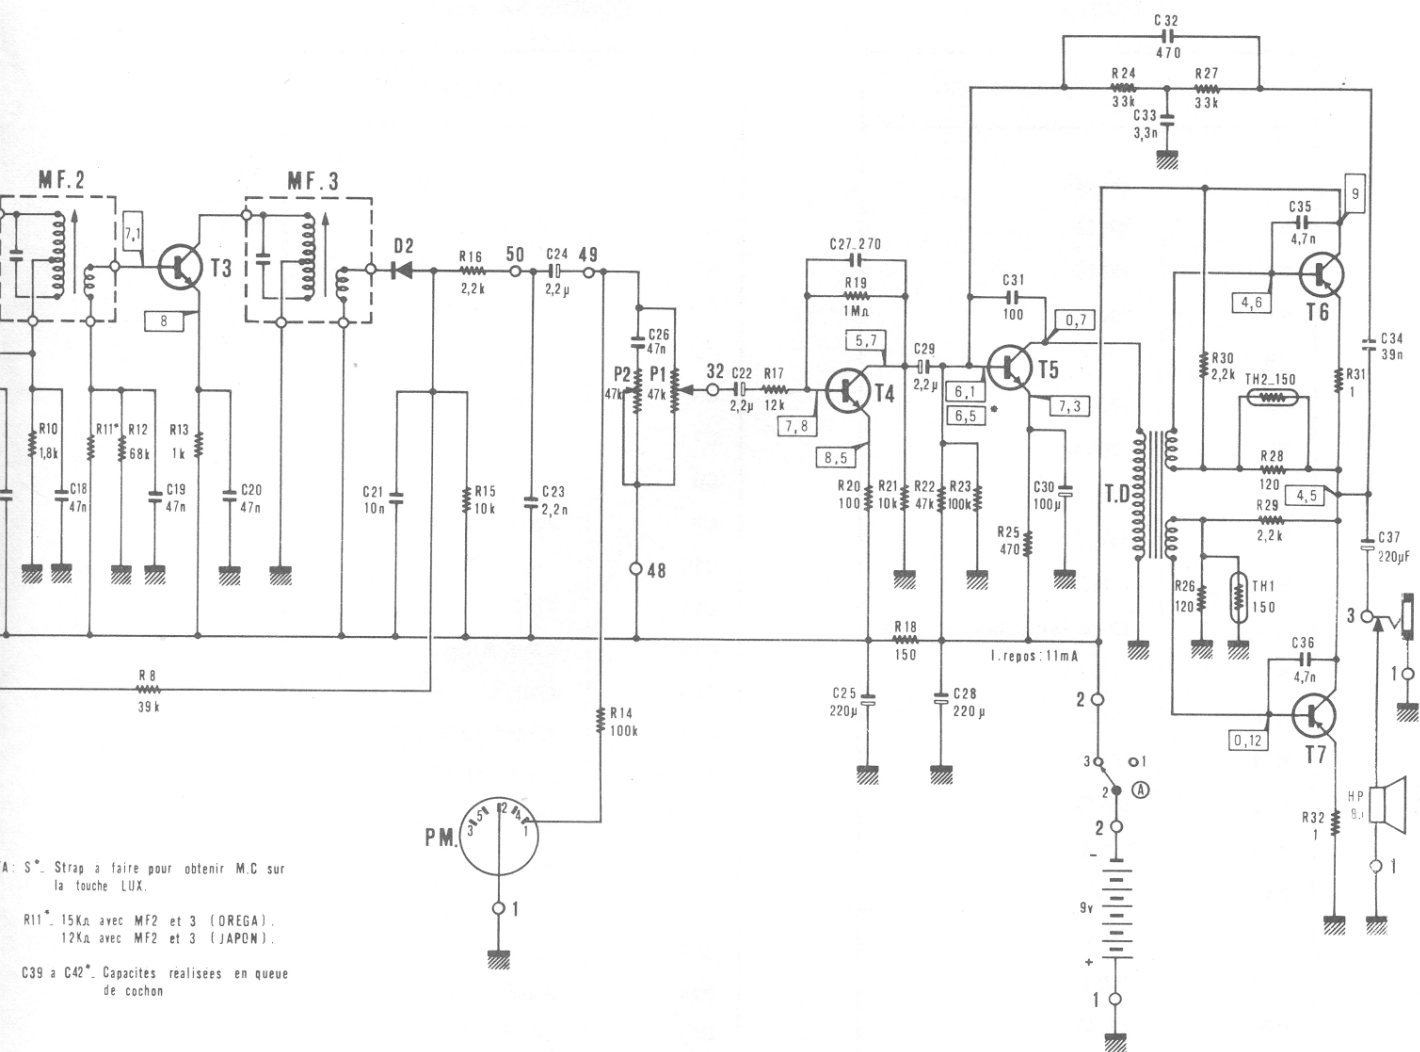 C32
470
R24
33k
R27
33k
C33
3,3n
MF.2
MF.3
7,1
T3
8
D2
R16
2,2k
50
C24
2,2µ
49
C27_270
R19
1MΩ
C31
100
0,7
C35
4,7n
9
4,6
T6
C34
39n
C26
47n
P2
47k
P1
47k
32
C22
2,2µ
R17
12k
5,7
T4
C29
2,2µ
7,8
8,5
6,1
6,5 *
T5
7,3
R30
2,2k
TH2_150
R31
1
R10
1,8k
R11*
R12
68k
R13
1k
C18
47n
C19
47n
C20
47n
C21
10n
R15
10k
C23
2,2n
R20
100
R21
10k
R22
47k
R23
100k
C30
100µ
R25
470
T.D
R28
120
4,5
R29
2,2k
C37
220µF
48
R26
120
TH1
150
3
R18
150
I.repos:11mA
C36
4,7n
1
R8
39k
C25
220µ
C28
220µ
2
R14
100k
0,12
T7
3
1
2
A
2
HP
R32
1
PM.
3
5
2
4
1
-
9v
+
1
1
1
S*_ Strap a faire pour obtenir M.C sur
la touche LUX.
R11*_ 15KΩ avec MF2 et 3 (OREGA).
12KΩ avec MF2 et 3 (JAPON).
C39 a C42*_ Capacites réalisées en queue
de cochon